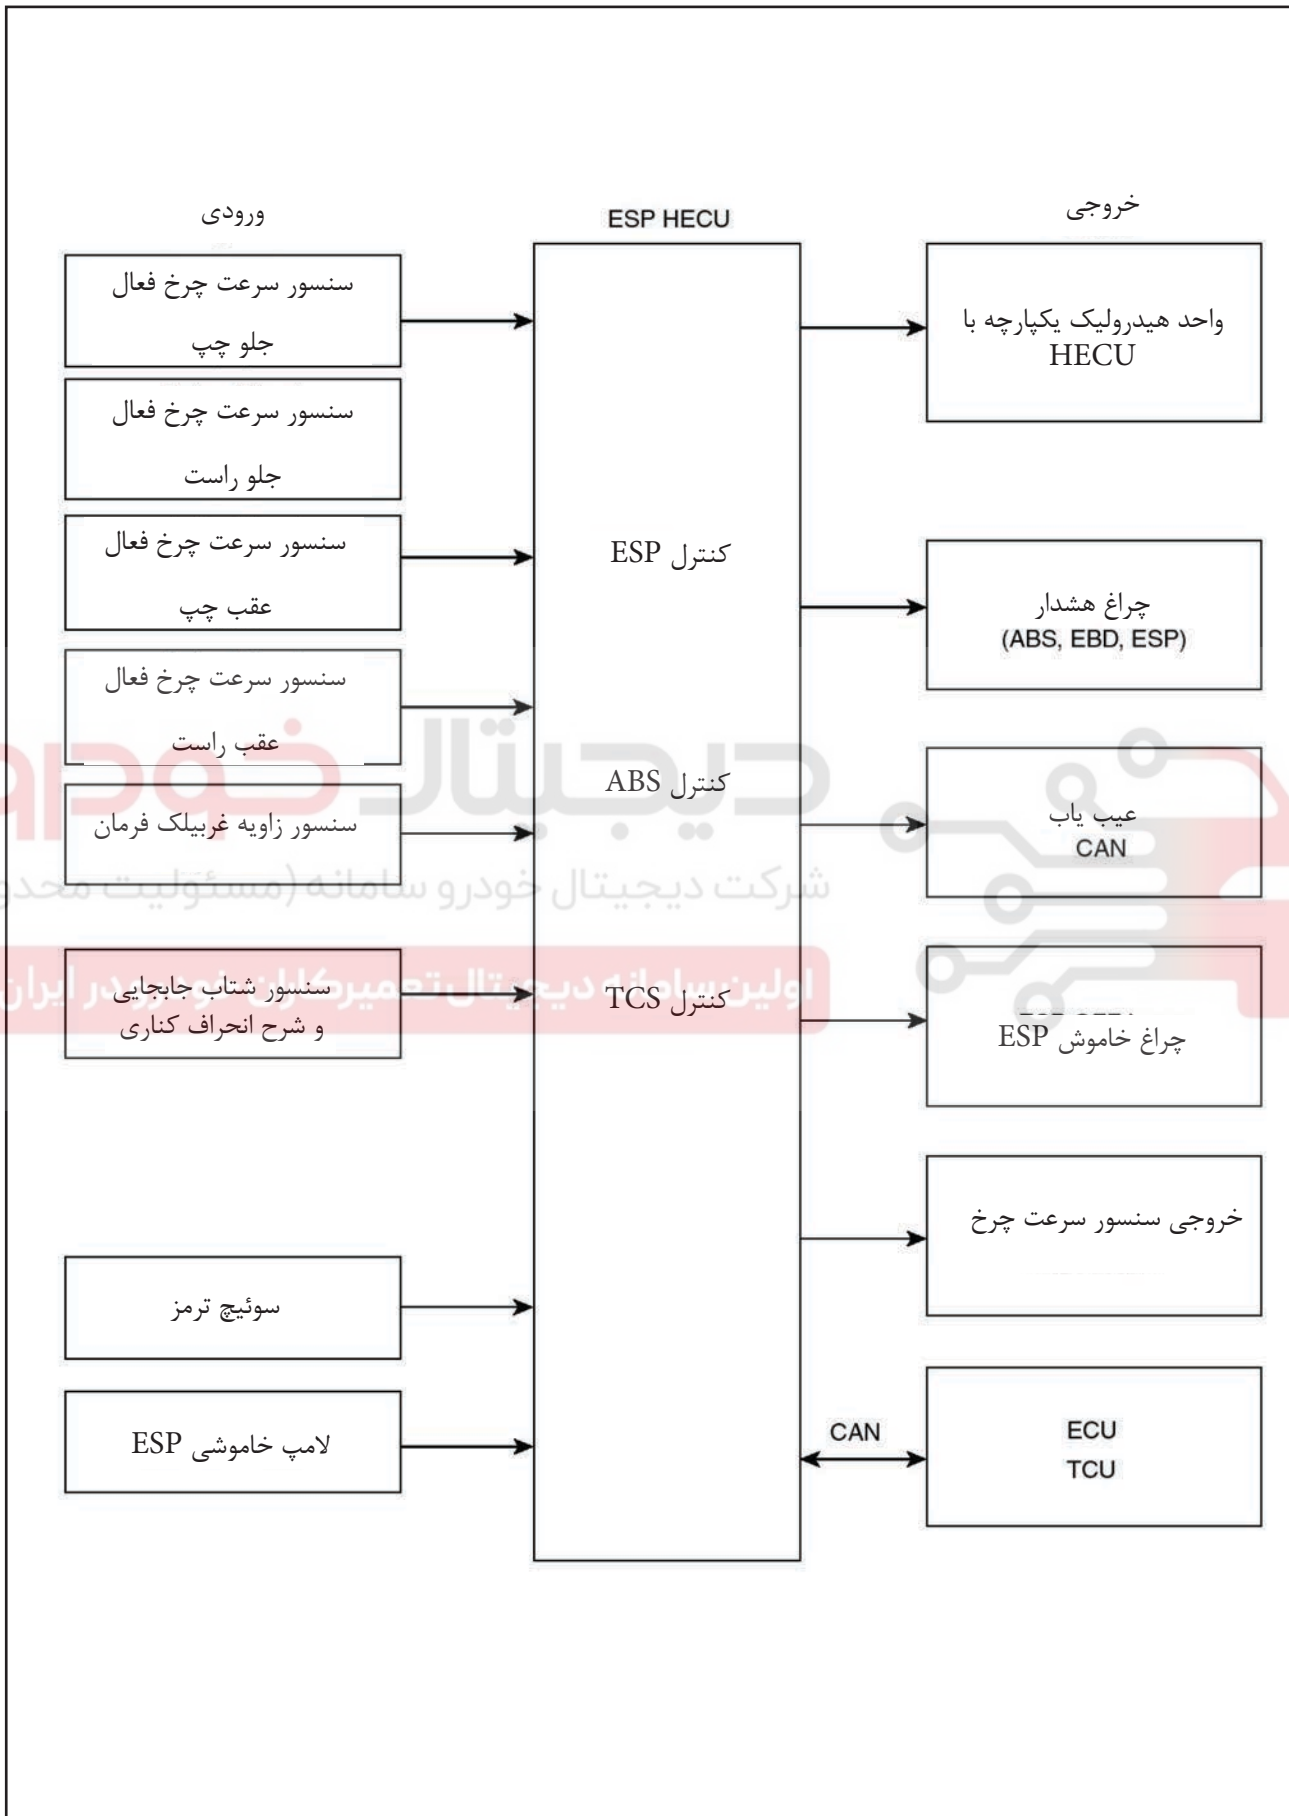 ورودی
ESP HECU
خروجی
سنسور سرعت چرخ فعال
جلو چپ
سنسور سرعت چرخ فعال
جلو راست
سنسور سرعت چرخ فعال
عقب چپ
سنسور سرعت چرخ فعال
عقب راست
سنسور زاویه غربیلک فرمان
سنسور شتاب جابجایی
و شرح انحراف کناری
سوئیچ ترمز
لامپ خاموشی ESP
کنترل ESP
کنترل ABS
کنترل TCS
واحد هیدرولیک یکپارچه با
HECU
چراغ هشدار
(ABS, EBD, ESP)
عیب یاب
CAN
چراغ خاموش ESP
خروجی سنسور سرعت چرخ
CAN
ECU
TCU
دیجیتال خودرو
شرکت دیجیتال خودرو سامانه (مسئولیت
اولین سامانه دیجیتال تعمیرکاران خودرو در ایران